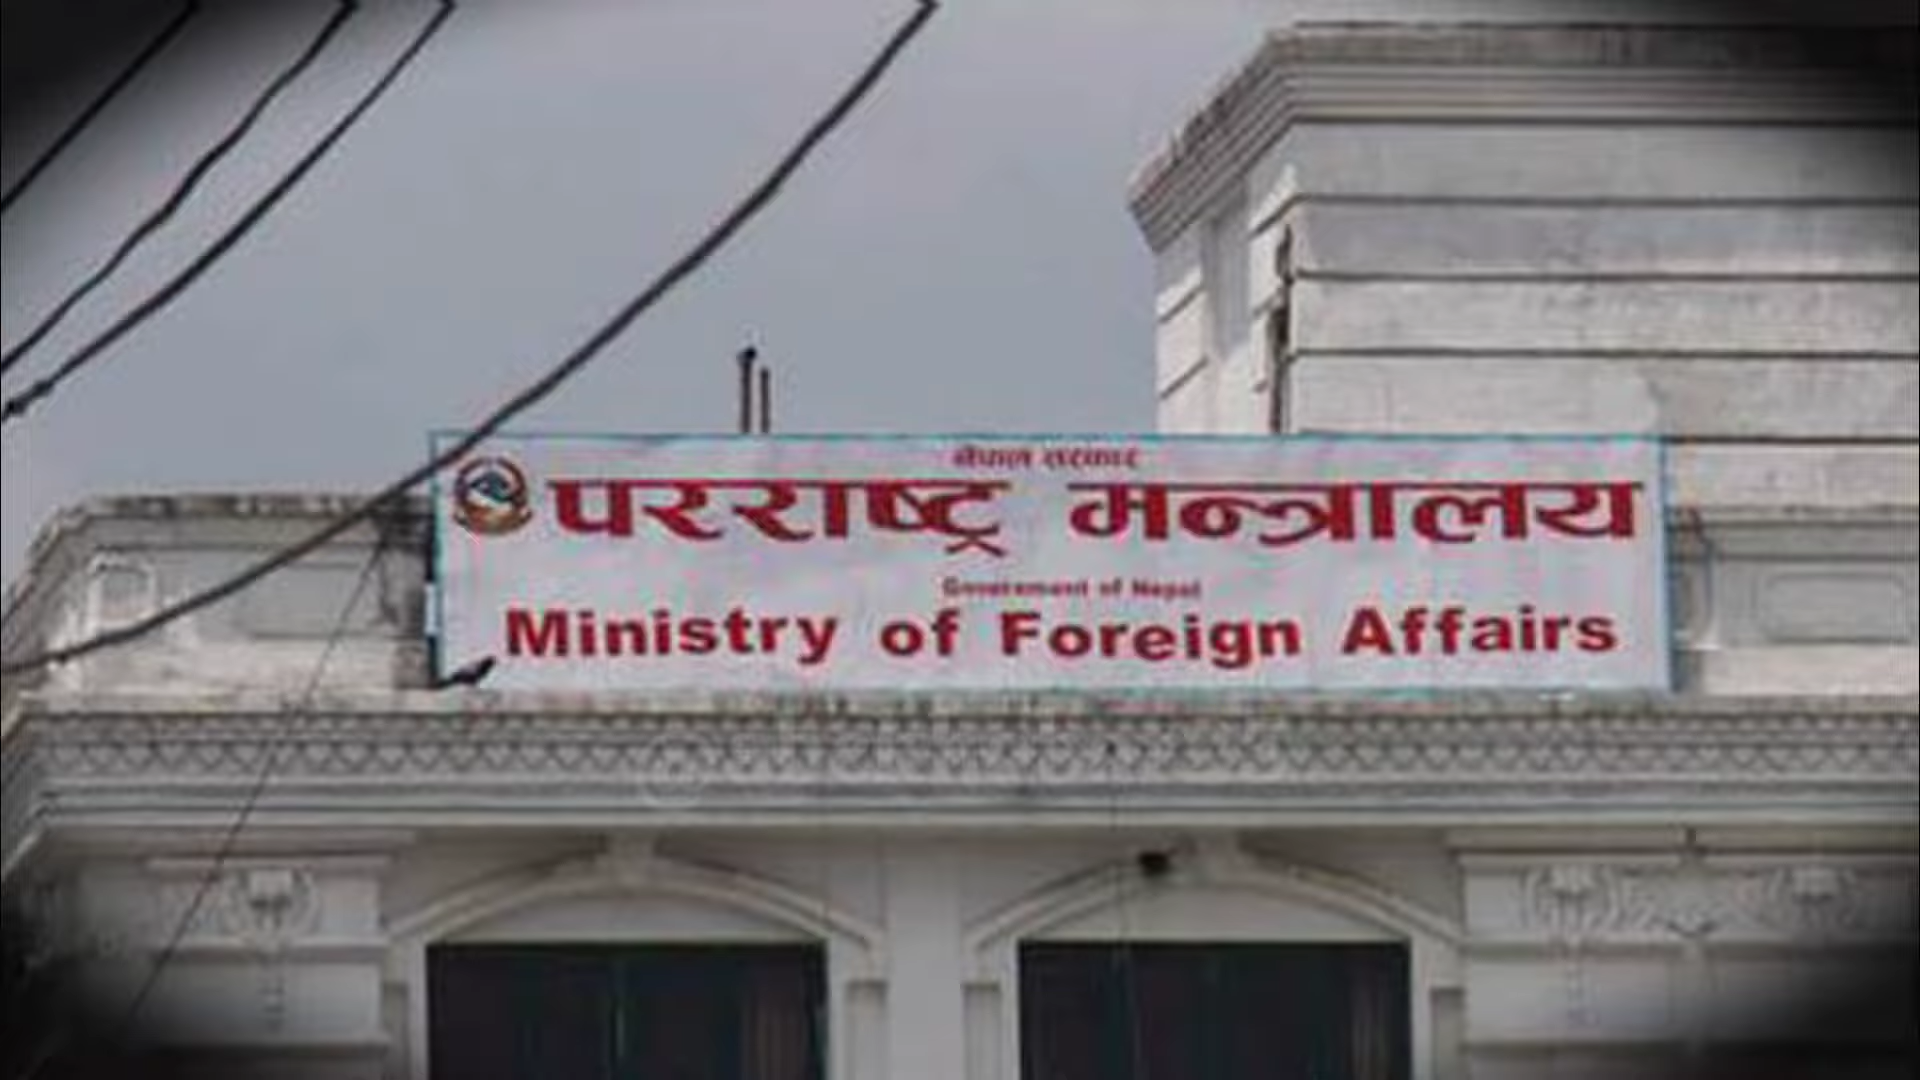 नेपाल सरकार
परराष्ट्र मन्त्रालय
Government of Nepal
Ministry of Foreign Affairs